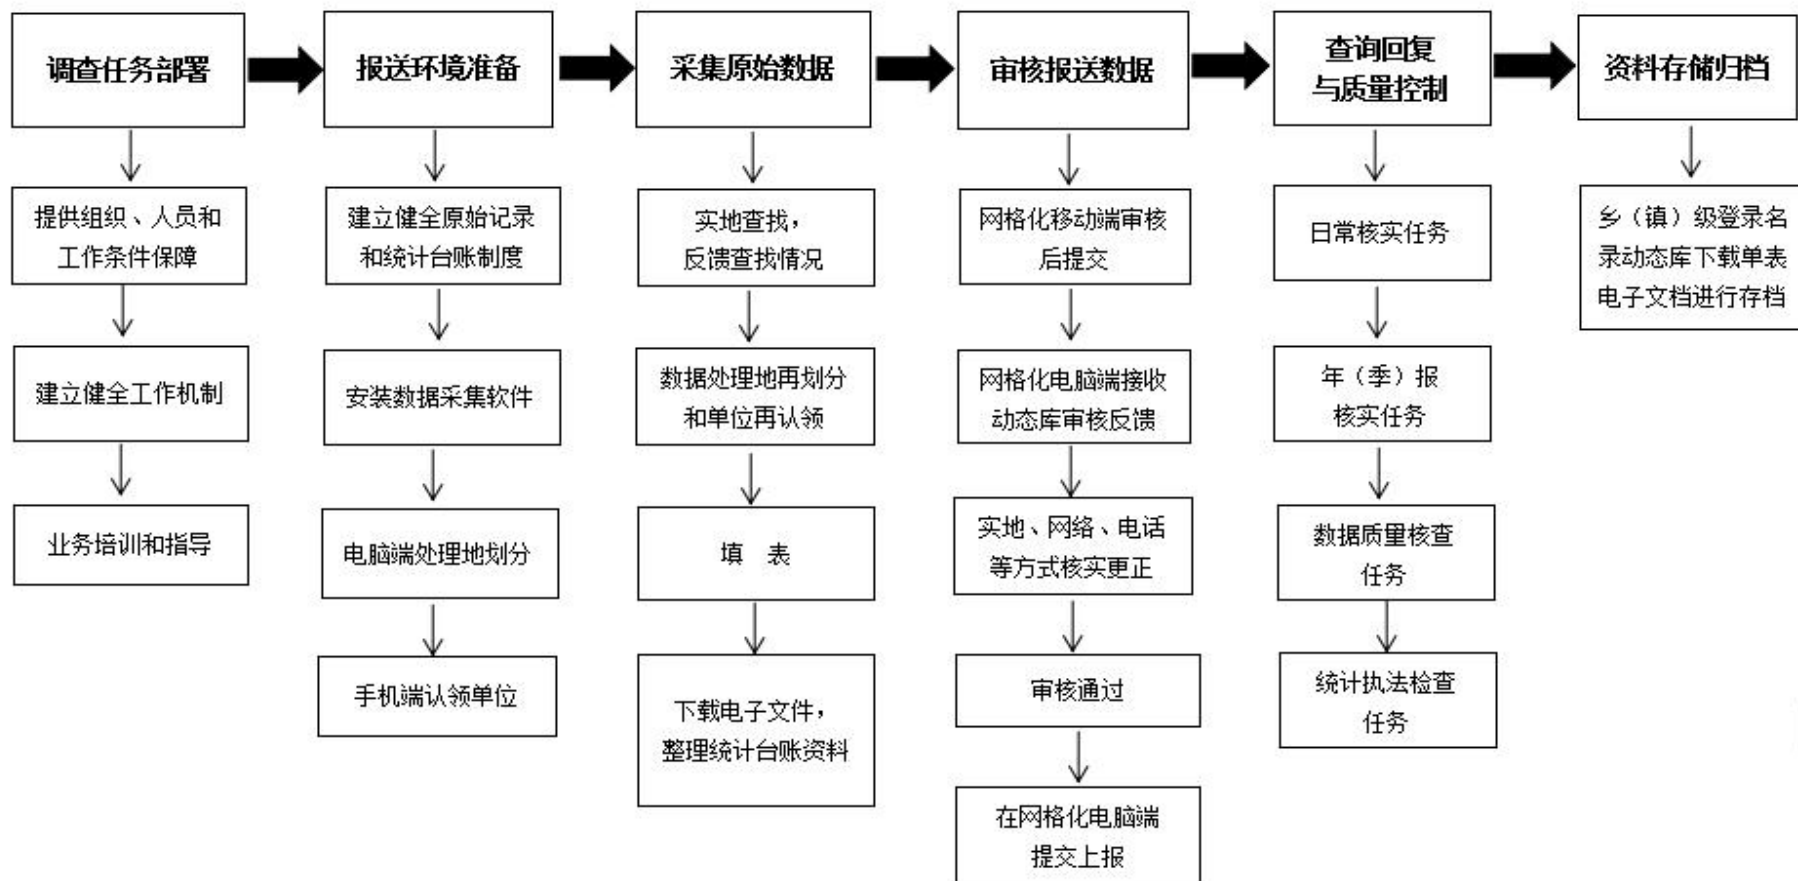 调查任务部署
报送环境准备
采集原始数据
审核报送数据
查询回复
与质量控制
资料存储归档
提供组织、人员和
工作条件保障
建立健全工作机制
业务培训和指导
建立健全原始记录
和统计台账制度
安装数据采集软件
电脑端处理地划分
手机端认领单位
实地查找，
反馈查找情况
数据处理地再划分
和单位再认领
填 表
下载电子文件，
整理统计台账资料
网格化移动端审核
后提交
网格化电脑端接收
动态库审核反馈
实地、网络、电话
等方式核实更正
审核通过
在网格化电脑端
提交上报
日常核实任务
年（季）报
核实任务
数据质量核查
任务
统计执法检查
任务
乡（镇）级登录名
录动态库下载单表
电子文档进行存档